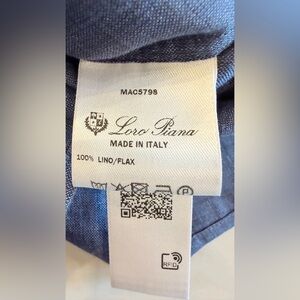 MAC5798
Loro Piana
MADE IN ITALY
100% LINO/FLAX
RFID